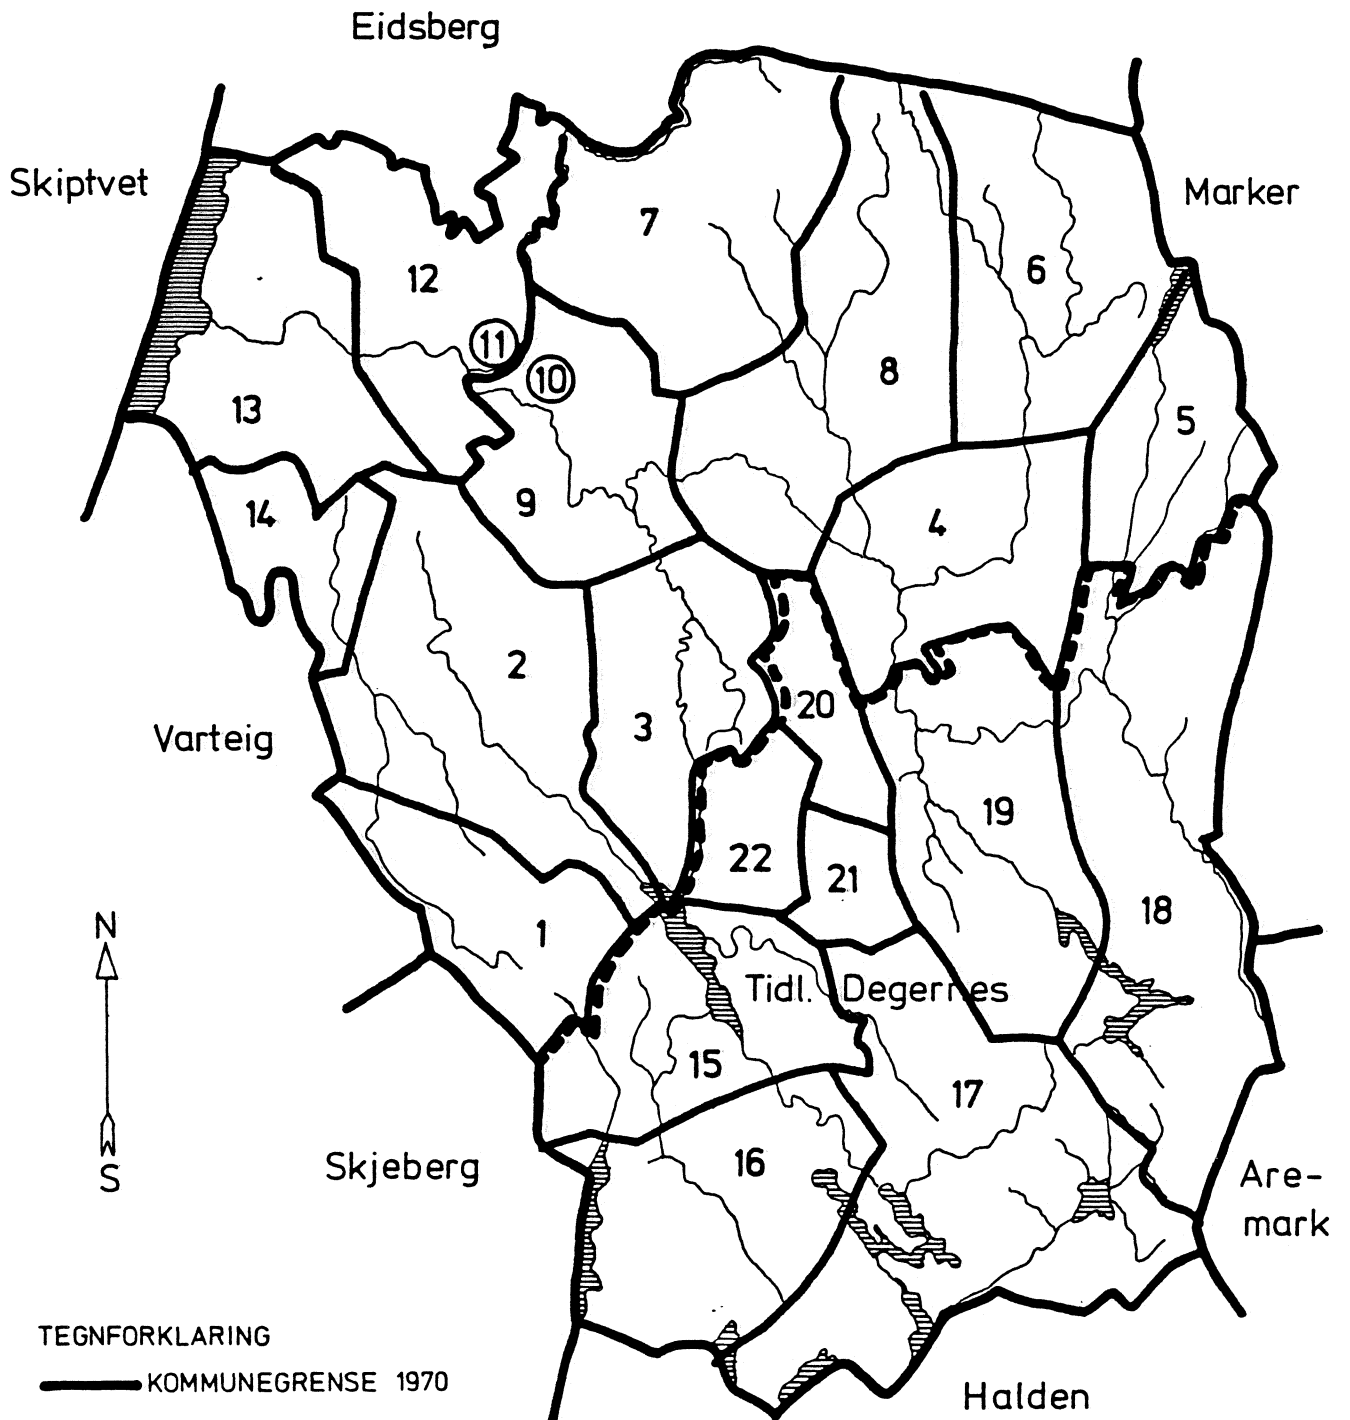 Eidsberg
Skiptvet
Marker
7
6
12
11
10
8
13
5
9
14
4
2
20
3
Varteig
19
22
21
18
1
N
Tidl. Degernes
15
17
16
Skjeberg
S
Are-
mark
TEGNFORKLARING
KOMMUNEGRENSE 1970
Halden